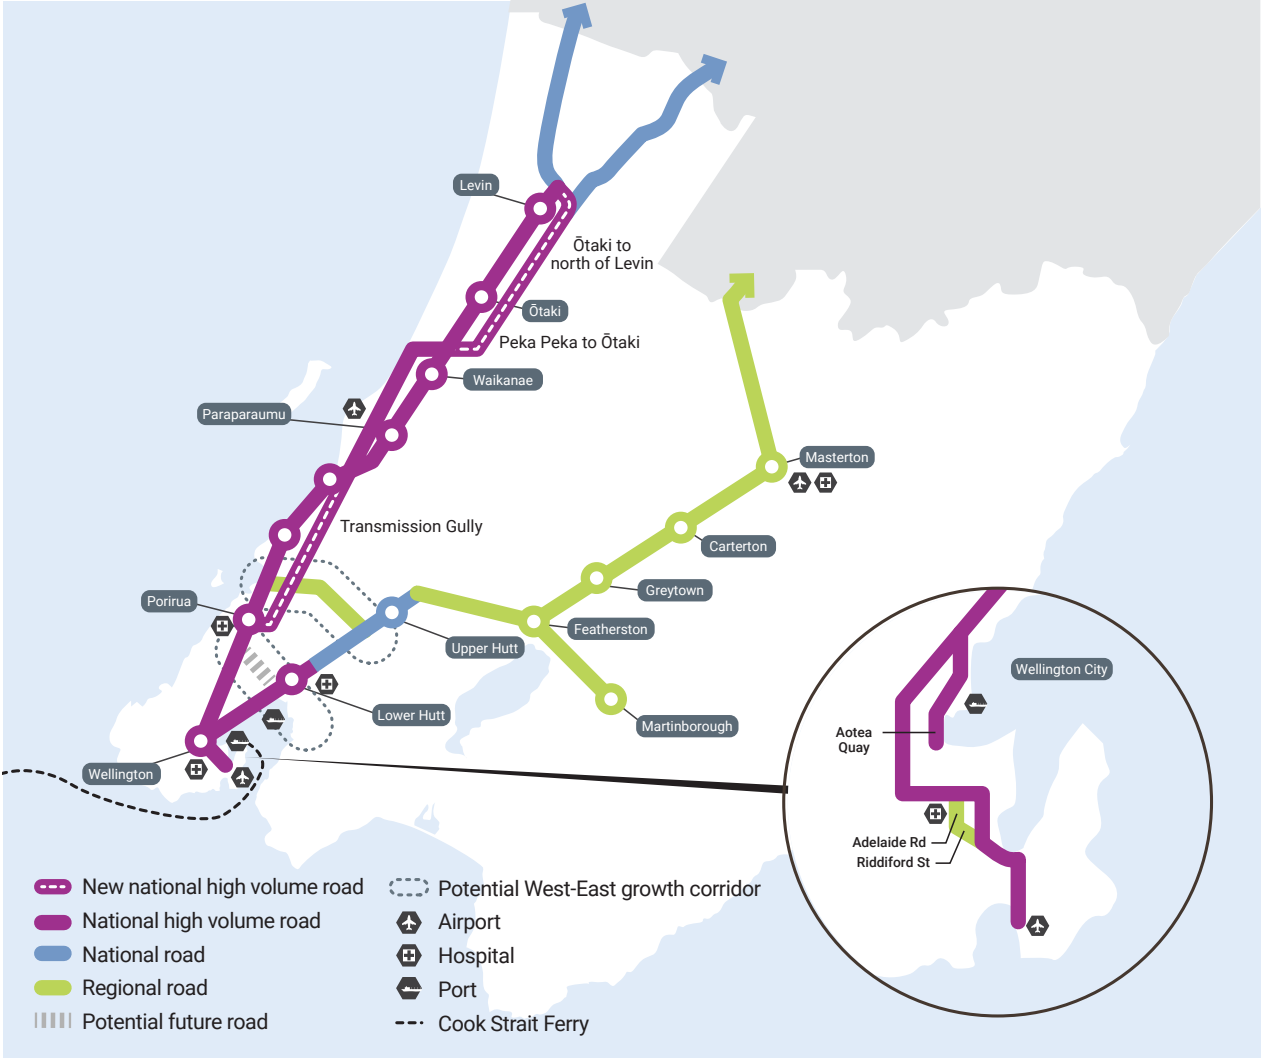 Levin
Ōtaki to
north of Levin
Ōtaki
Peka Peka to Ōtaki
Waikanae
Paraparaumu
Masterton
Transmission Gully
Carterton
Greytown
Porirua
Featherston
Upper Hutt
Wellington City
Lower Hutt
Martinborough
Aotea
Quay
Wellington
Adelaide Rd
Riddiford St
New national high volume road
National high volume road
National road
Regional road
Potential future road
Potential West-East growth corridor
Airport
Hospital
Port
Cook Strait Ferry